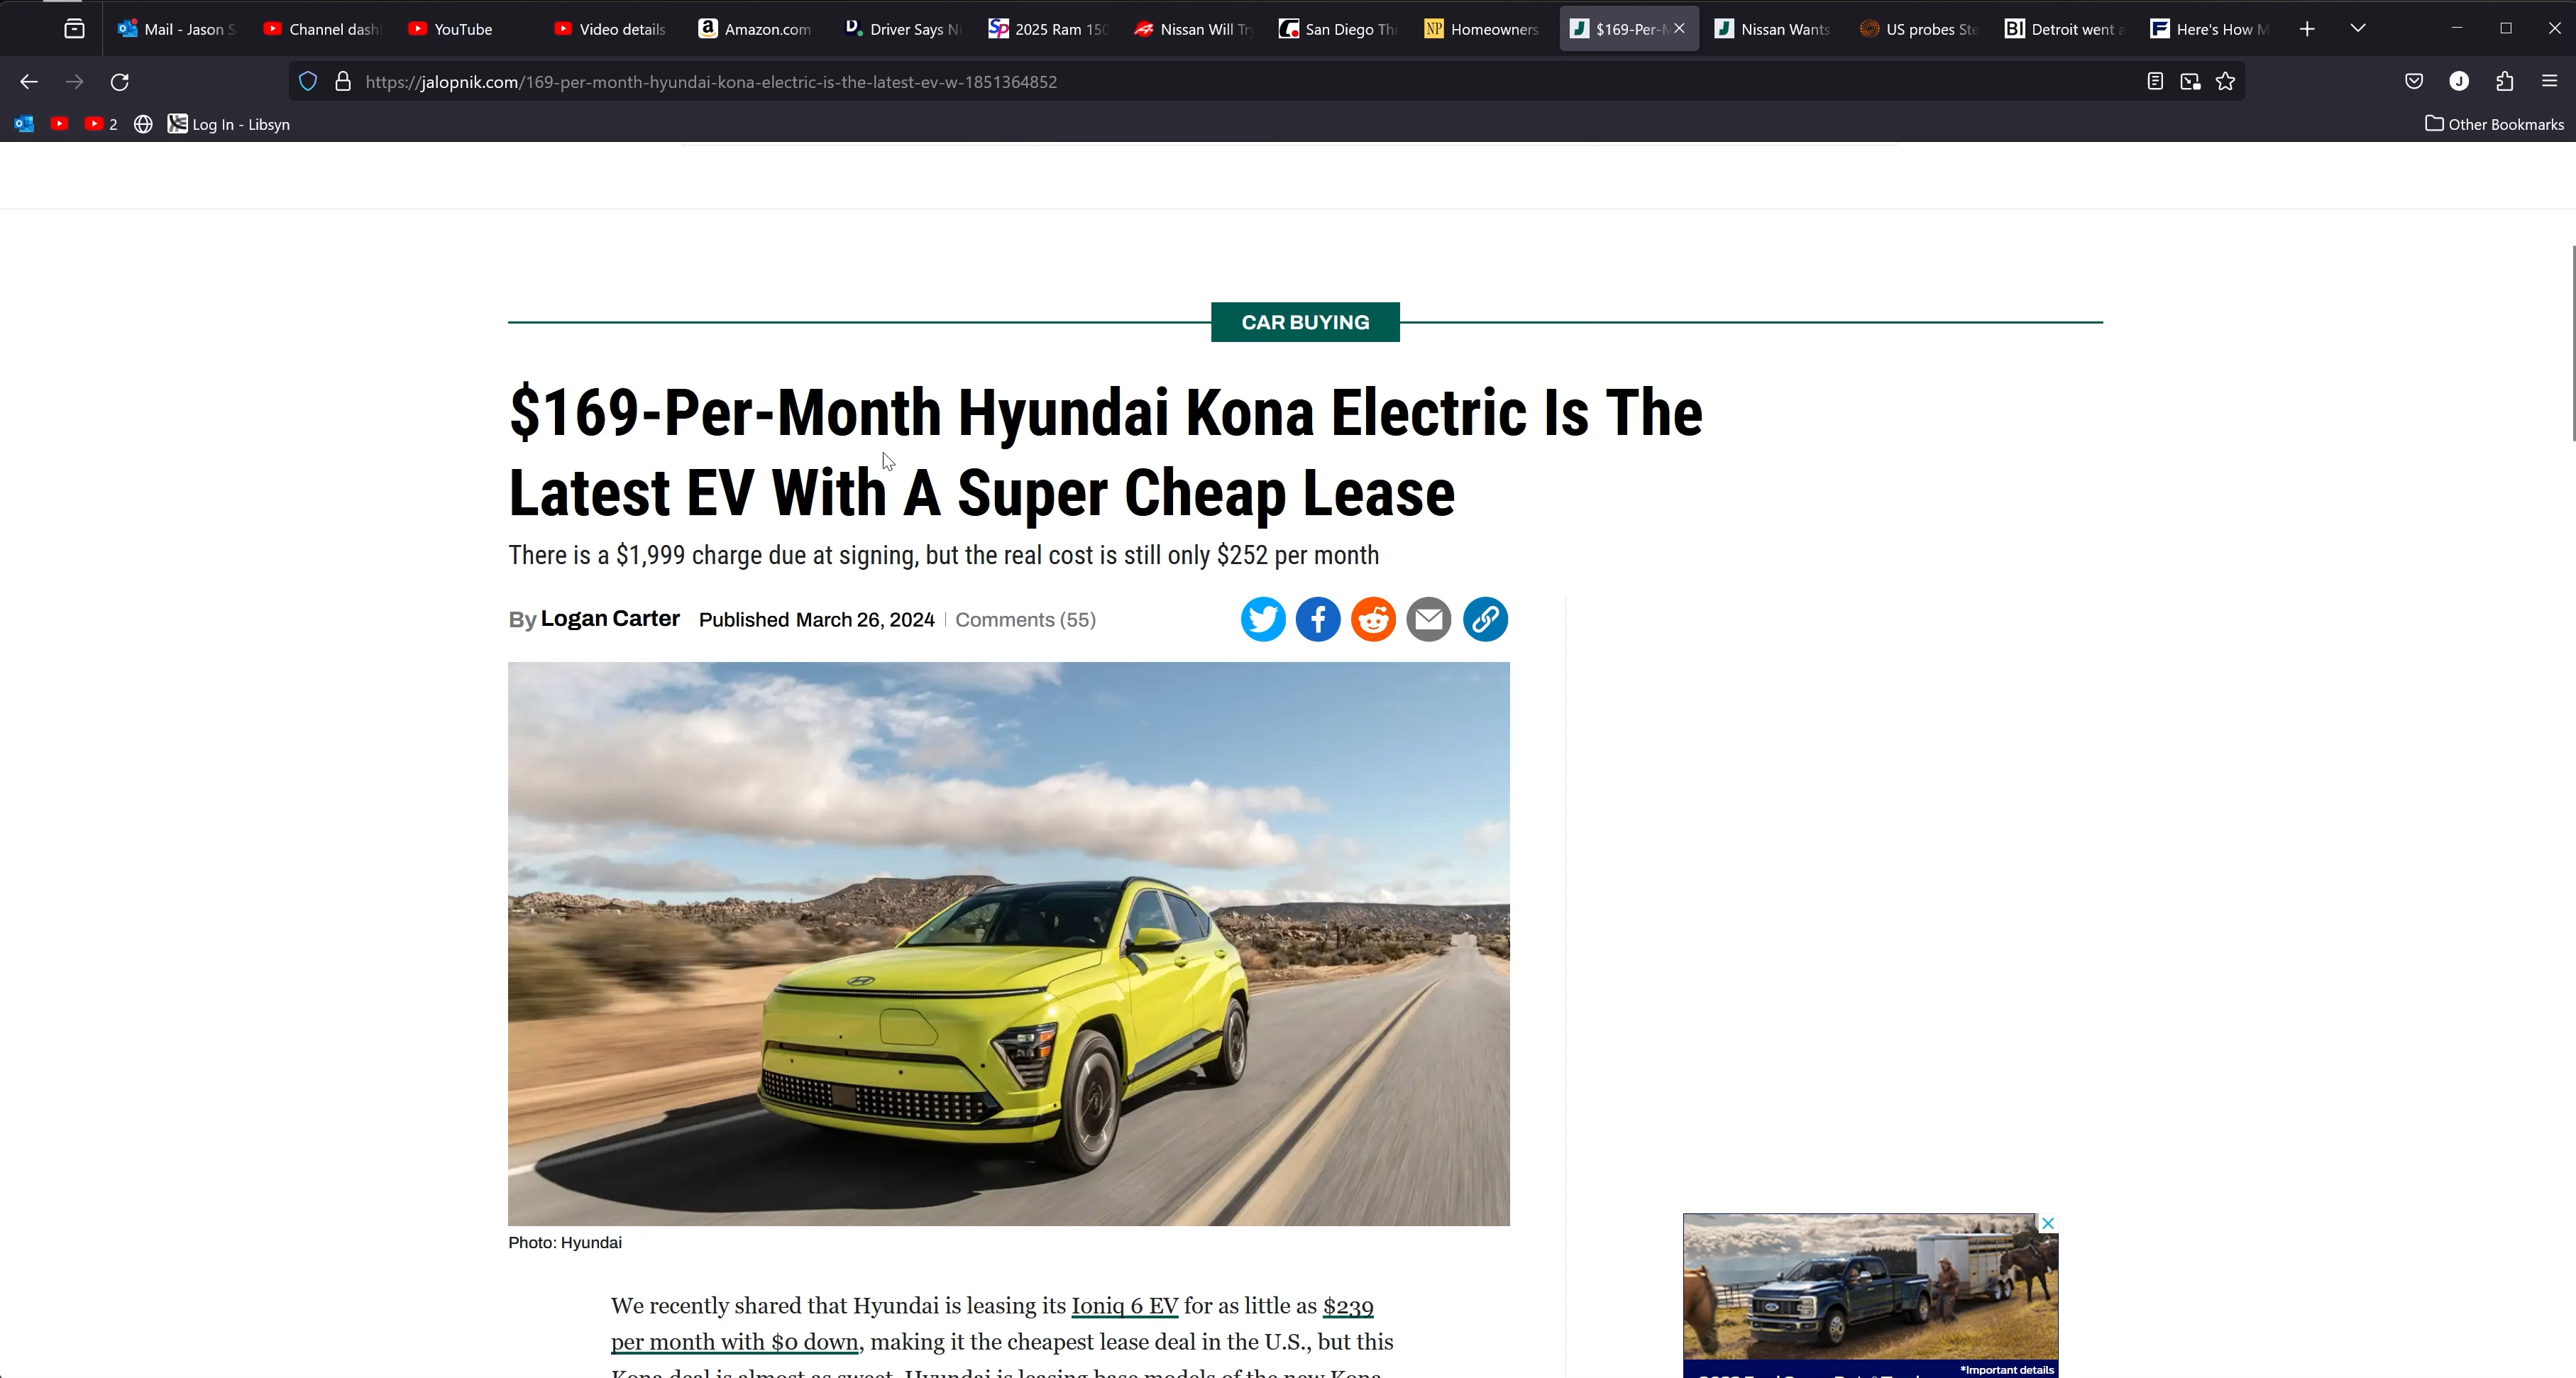 Mail - Jason S
Channel dash
YouTube
Video details
Amazon.com
Driver Says Ni
2025 Ram 150
Nissan Will Tr
San Diego Thi
Homeowners
$169-Per-M
Nissan Wants
US probes Ste
Detroit went a
Here's How M
https://jalopnik.com/169-per-month-hyundai-kona-electric-is-the-latest-ev-w-1851364852
2
Log In - Libsyn
Other Bookmarks
CAR BUYING
$169-Per-Month Hyundai Kona Electric Is The
Latest EV With A Super Cheap Lease
There is a $1,999 charge due at signing, but the real cost is still only $252 per month
By Logan Carter Published March 26, 2024 | Comments (55)
Photo: Hyundai
We recently shared that Hyundai is leasing its Ioniq 6 EV for as little as $239
per month with $0 down, making it the cheapest lease deal in the U.S., but this
Kona deal is almost as sweet. Hyundai is leasing base models of the new Kona
*Important details